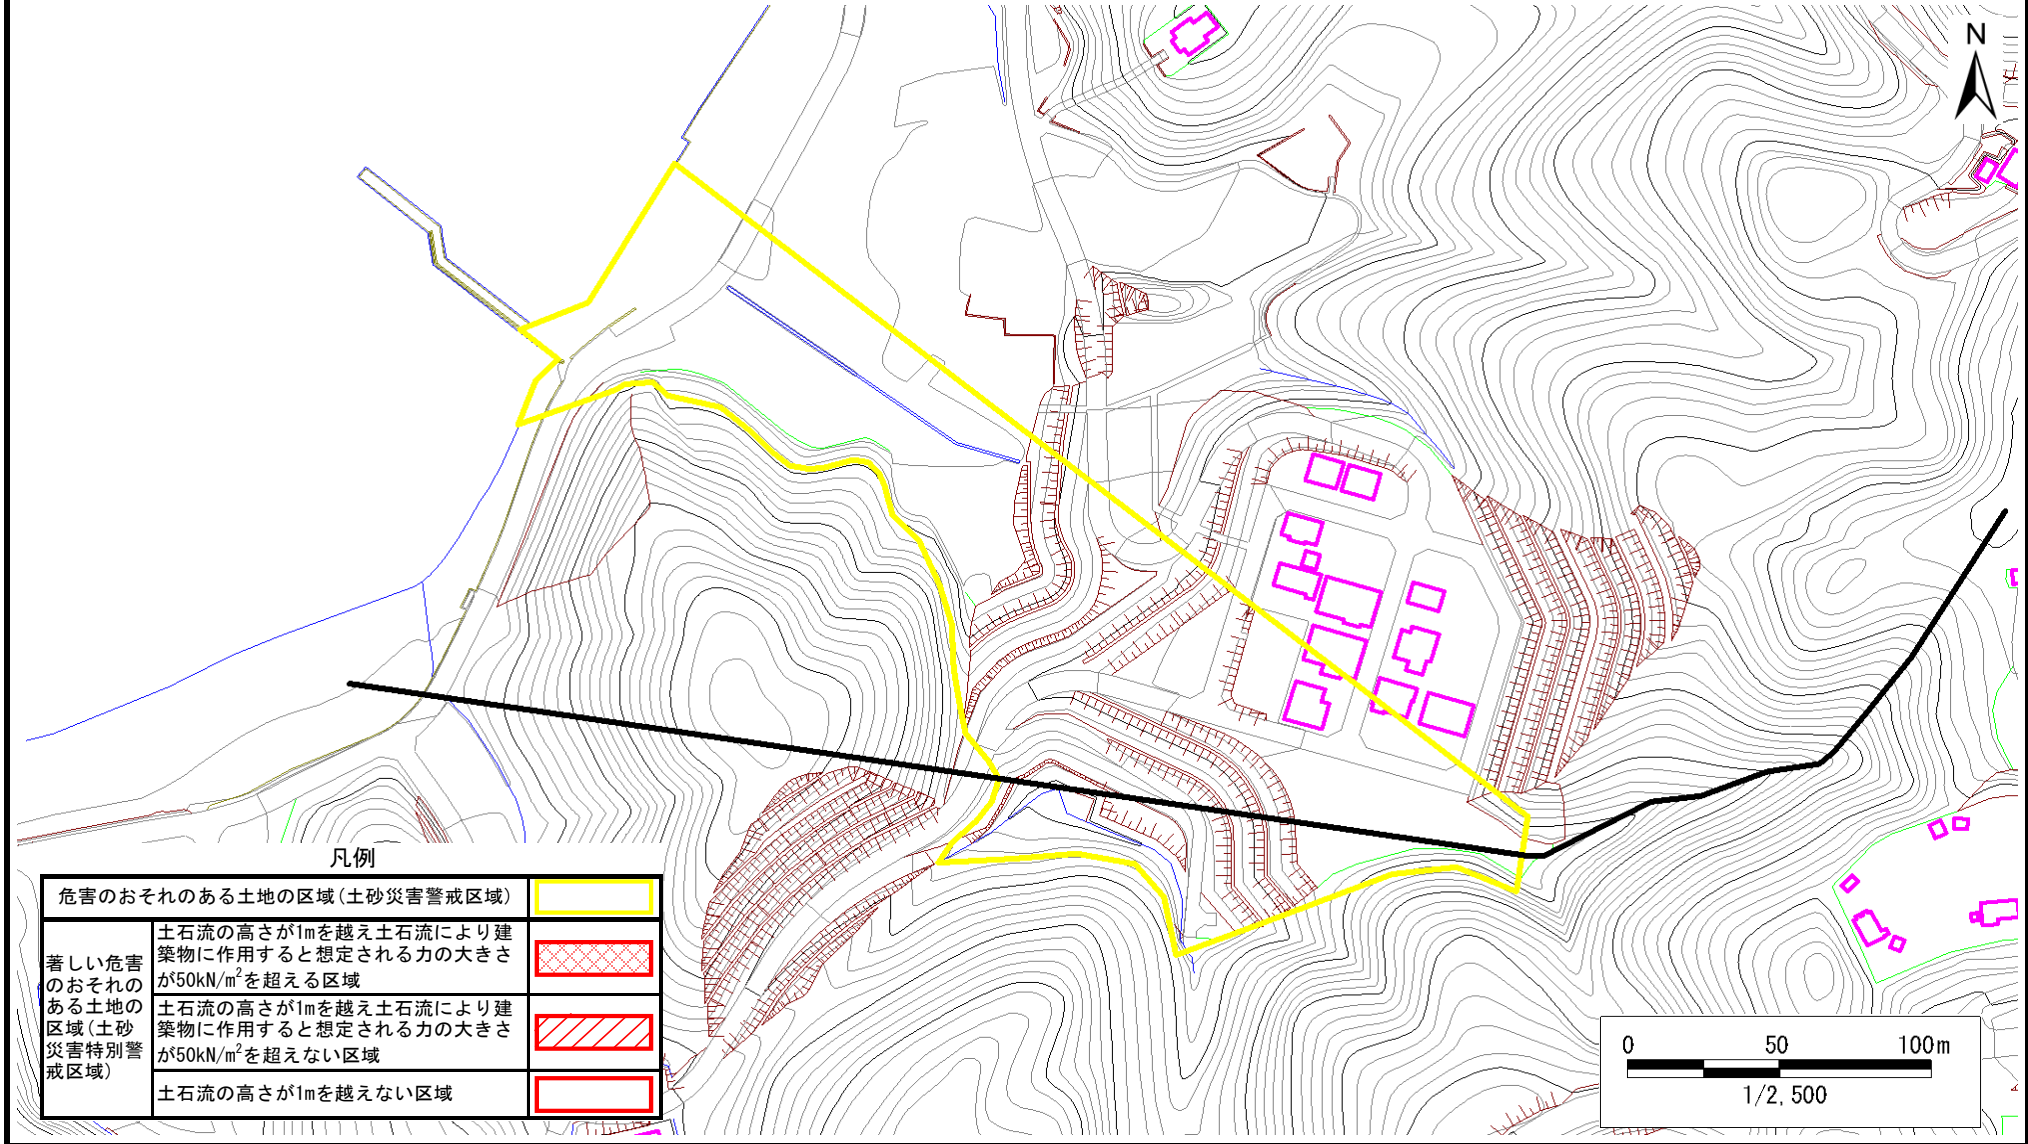 N
凡例
危害のおそれのある土地の区域(土砂災害警戒区域)
著しい危害
のおそれの
ある土地の
区域(土砂
災害特別警
戒区域)
土石流の高さが1mを越え土石流により建
築物に作用すると想定される力の大きさ
が50kN/m²を超える区域
土石流の高さが1mを越え土石流により建
築物に作用すると想定される力の大きさ
が50kN/m²を超えない区域
土石流の高さが1mを越えない区域
0 50 100m
1/2,500